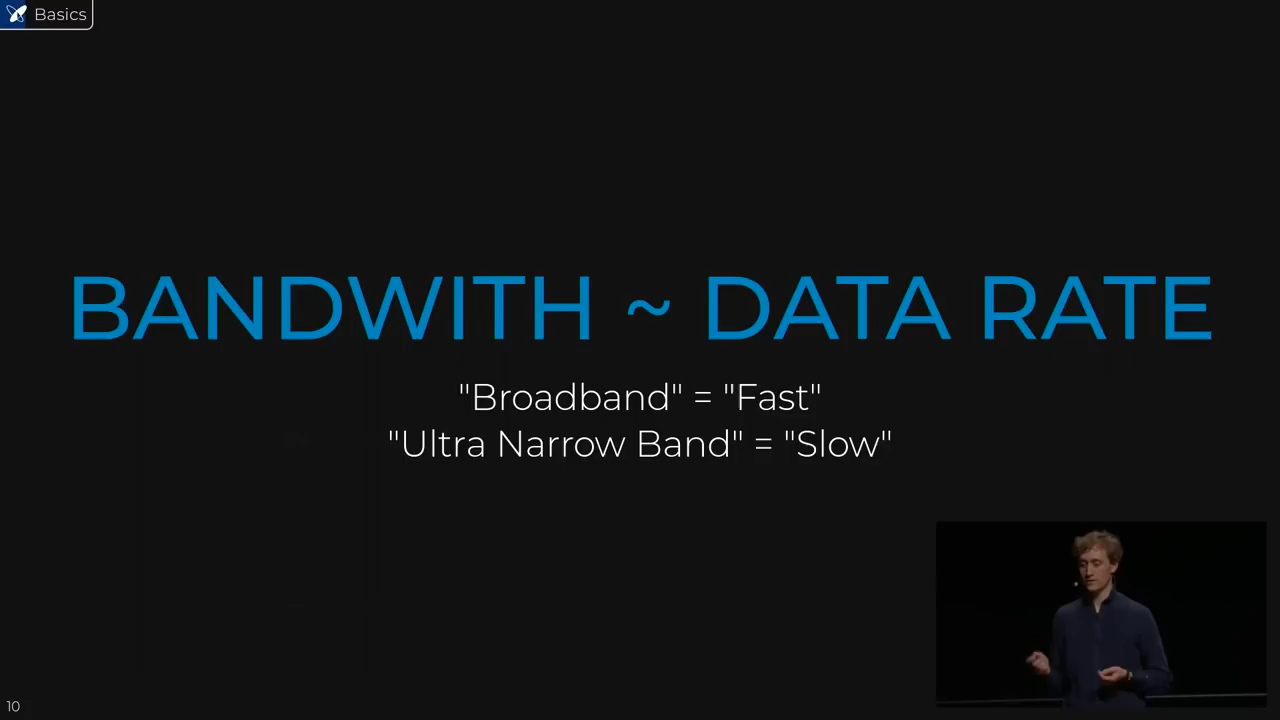 Basics
BANDWITH ~ DATA RATE
"Broadband" = "Fast"
"Ultra Narrow Band" = "Slow"
10